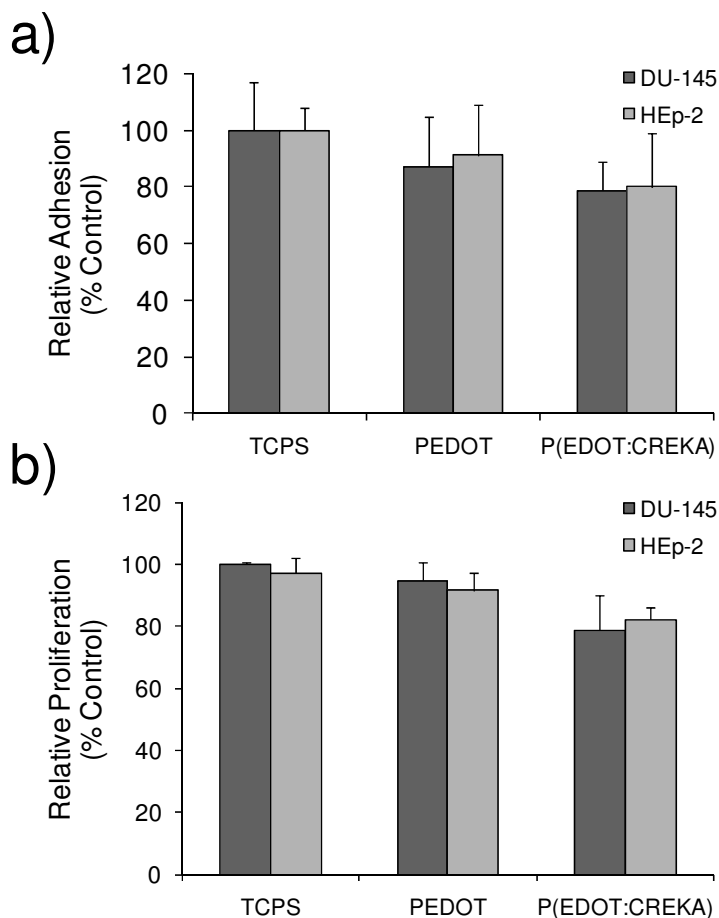 a)
Relative Adhesion
(% Control)
120
100
80
60
40
20
0
DU-145
HEp-2
TCPS PEDOT P(EDOT:CREKA)
b)
Relative Proliferation
(% Control)
120
100
80
60
40
20
0
DU-145
HEp-2
TCPS PEDOT P(EDOT:CREKA)